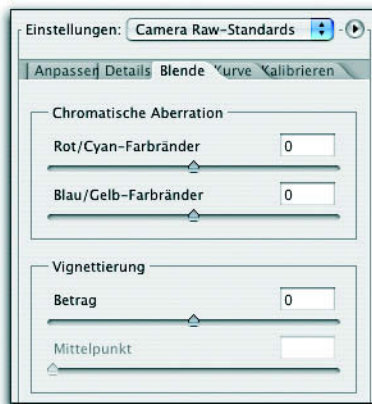 Einstellungen: Camera Raw-Standards
Anpassen Details Blende Kurve Kalibrieren
Chromatische Aberration
Rot/Cyan-Farbränder 0
Blau/Gelb-Farbränder 0
Vignettierung
Betrag 0
Mittelpunkt